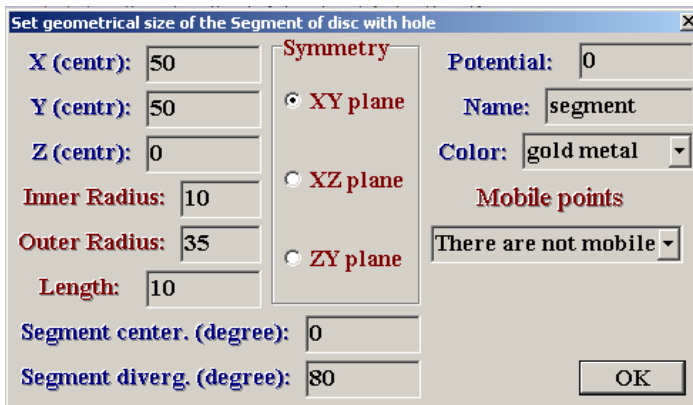 Set geometrical size of the Segment of disc with hole
X (centr): 50
Y (centr): 50
Z (centr): 0
Inner Radius: 10
Outer Radius: 35
Length: 10
Symmetry
XY plane
XZ plane
ZY plane
Potential: 0
Name: segment
Color: gold metal
Mobile points
There are not mobile
Segment center. (degree): 0
Segment diverg. (degree): 80
OK